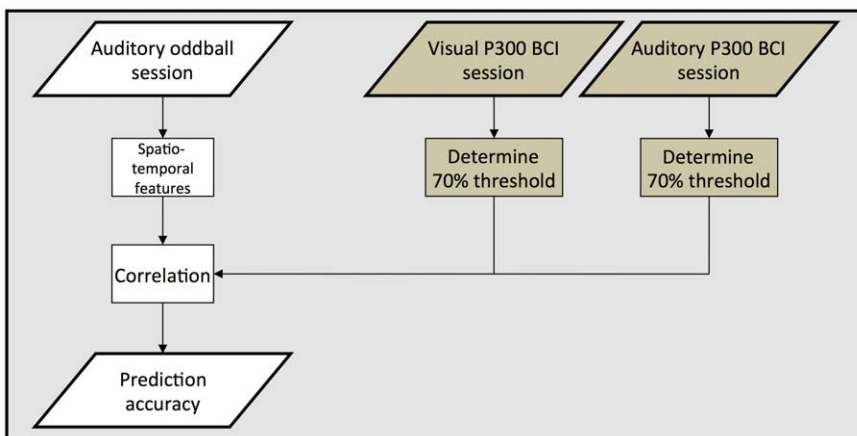 Auditory oddball
session
Visual P300 BCI
session
Auditory P300 BCI
session
Spatio-
temporal
features
Determine
70% threshold
Determine
70% threshold
Correlation
Prediction
accuracy